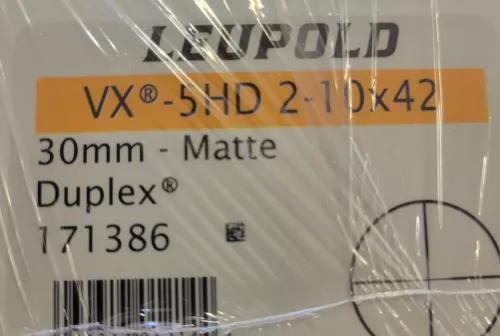 LEUPOLD
VX®-5HD 2-10x42
30mm - Matte
Duplex®
171386